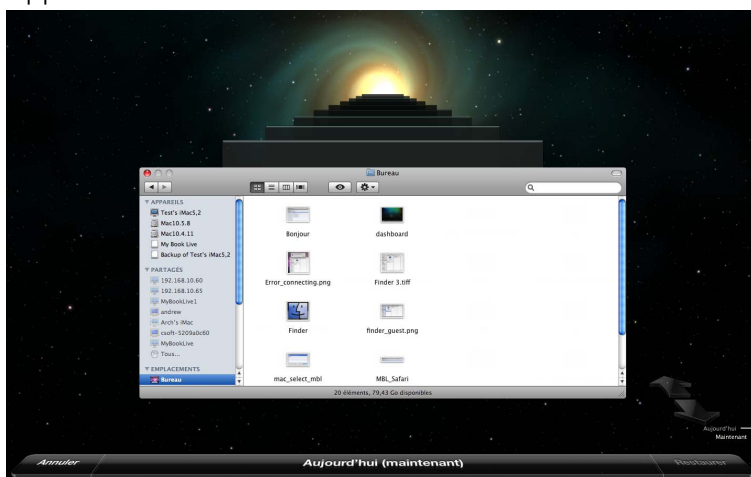 Bureau
APPAREILS
Test's iMac5,2
Mac10.5.8
Mac10.4.11
My Book Live
Backup of Test's iMac5,2
PARTAGÉS
192.168.10.60
192.168.10.65
MyBookLive1
andrew
Arch's iMac
csoft-5209a0c60
MyBookLive
Tous...
EMPLACEMENTS
Bureau
Bonjour
dashboard
Error_connecting.png
Finder 3.tiff
Finder
finder_guest.png
mac_select_mbl
MBL_Safari
20 éléments, 79,43 Go disponibles
Aujourd'hui
Maintenant
Annuler
Aujourd'hui (maintenant)
Restaurer